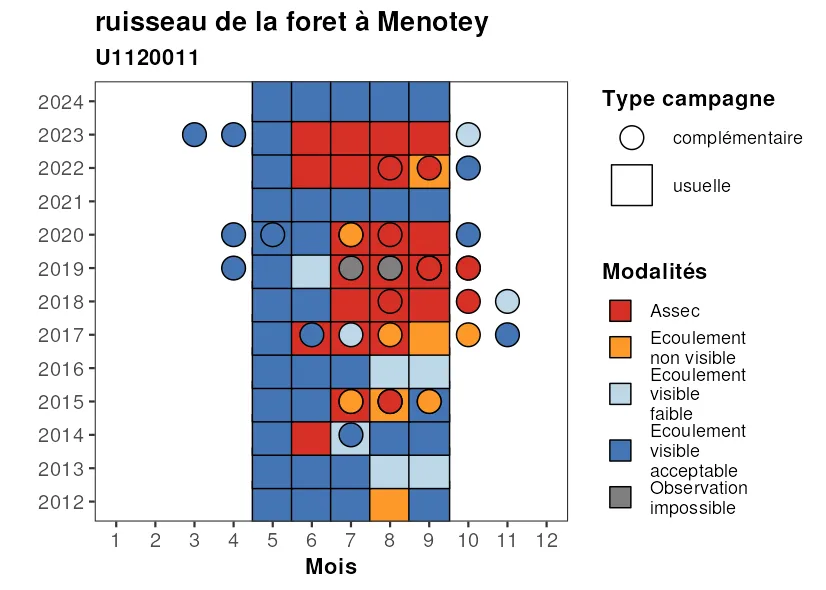 ruisseau de la foret à Menotey
U1120011
2024
2023
2022
2021
2020
2019
2018
2017
2016
2015
2014
2013
2012
1 2 3 4 5 6 7 8 9 10 11 12
Mois
Type campagne
complémentaire
usuelle
Modalités
Assec
Ecoulement
non visible
Ecoulement
visible
faible
Ecoulement
visible
acceptable
Observation
impossible